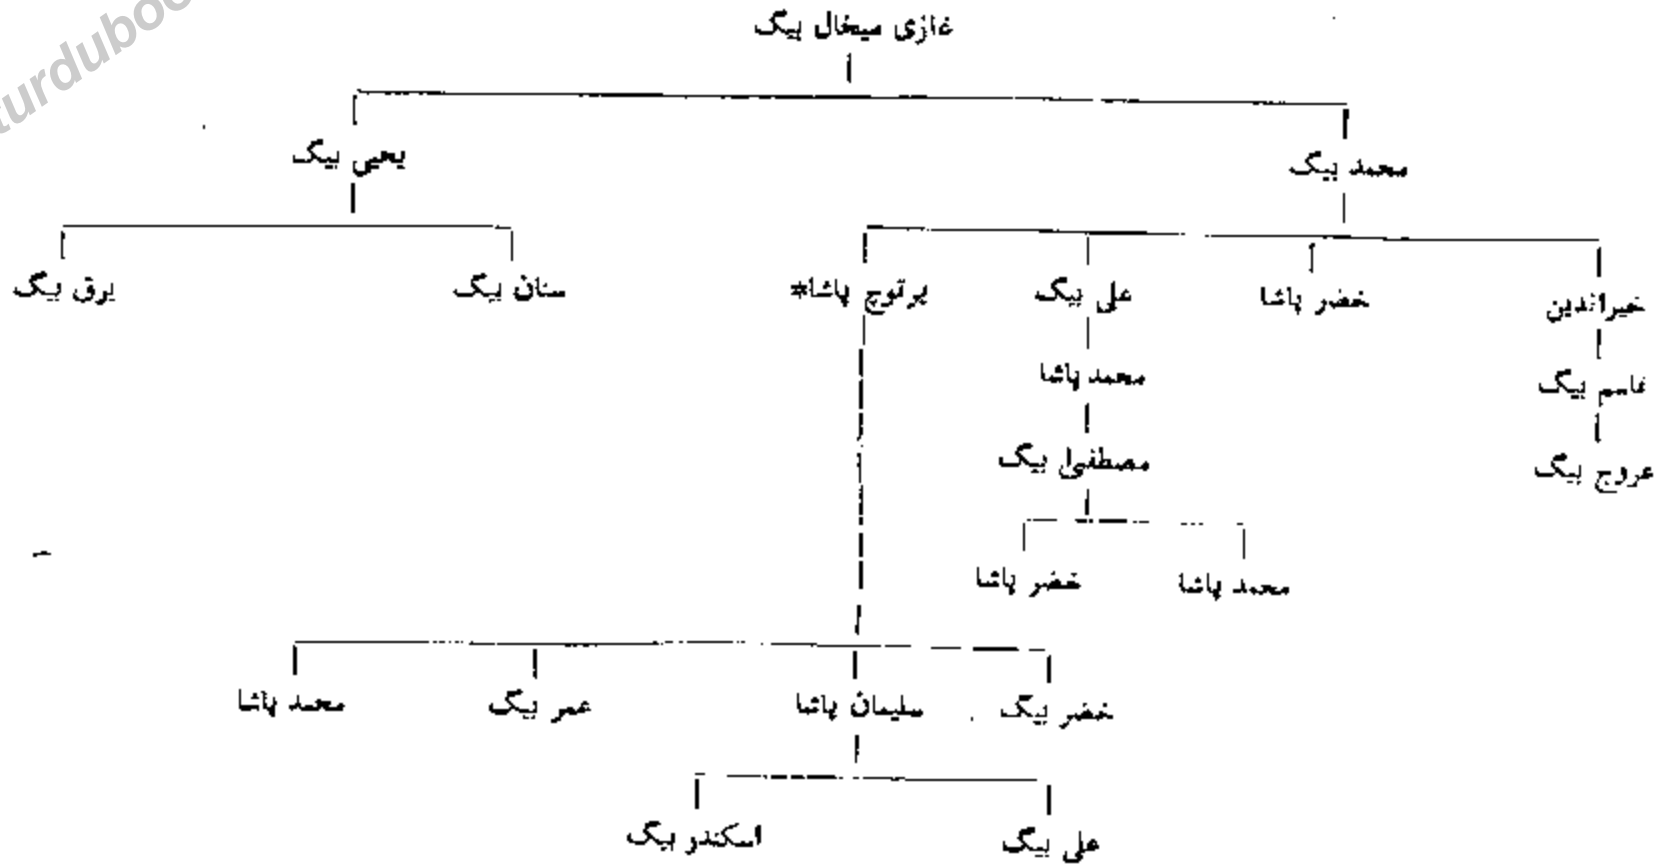 غازی میخال بیگ
محمد بیگ
یحیی بیگ
خیرالدین
خضر پاشا
علی بیگ
یرتوچ پاشا*
سنان بیگ
یرق بیگ
محمد پاشا
قاسم بیگ
مصطفیٰ بیگ
عروج بیگ
محمد پاشا
خضر پاشا
خضر بیگ
سلیمان پاشا
عمر بیگ
محمد پاشا
علی بیگ
اسکندر بیگ